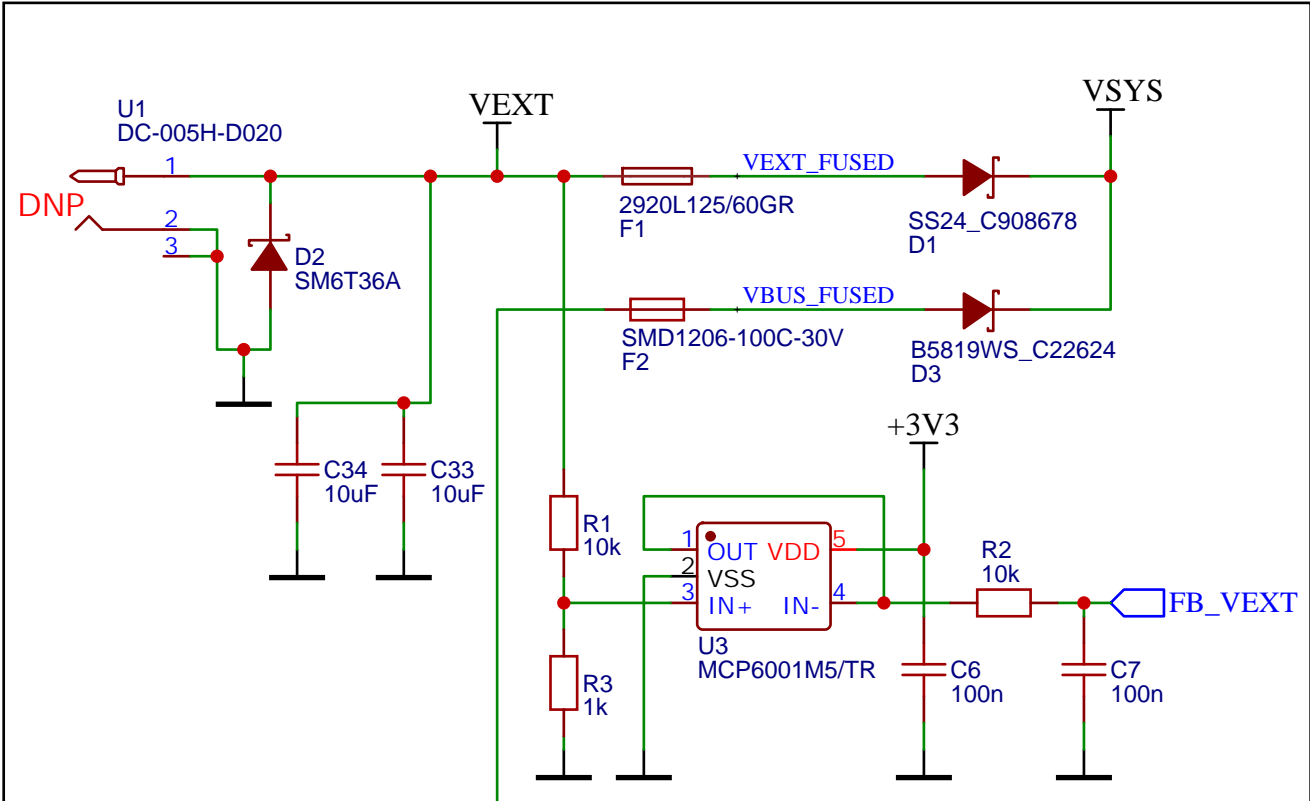 VEXT
VSYS
U1
DC-005H-D020
1
DNP
2
3
VEXT_FUSED
2920L125/60GR
F1
SS24_C908678
D1
D2
SM6T36A
VBUS_FUSED
SMD1206-100C-30V
F2
B5819WS_C22624
D3
+3V3
C34
10uF
C33
10uF
R1
10k
1
OUT
VDD
5
2
VSS
3
IN+
IN-
4
U3
MCP6001M5/TR
R2
10k
FB_VEXT
R3
1k
C6
100n
C7
100n